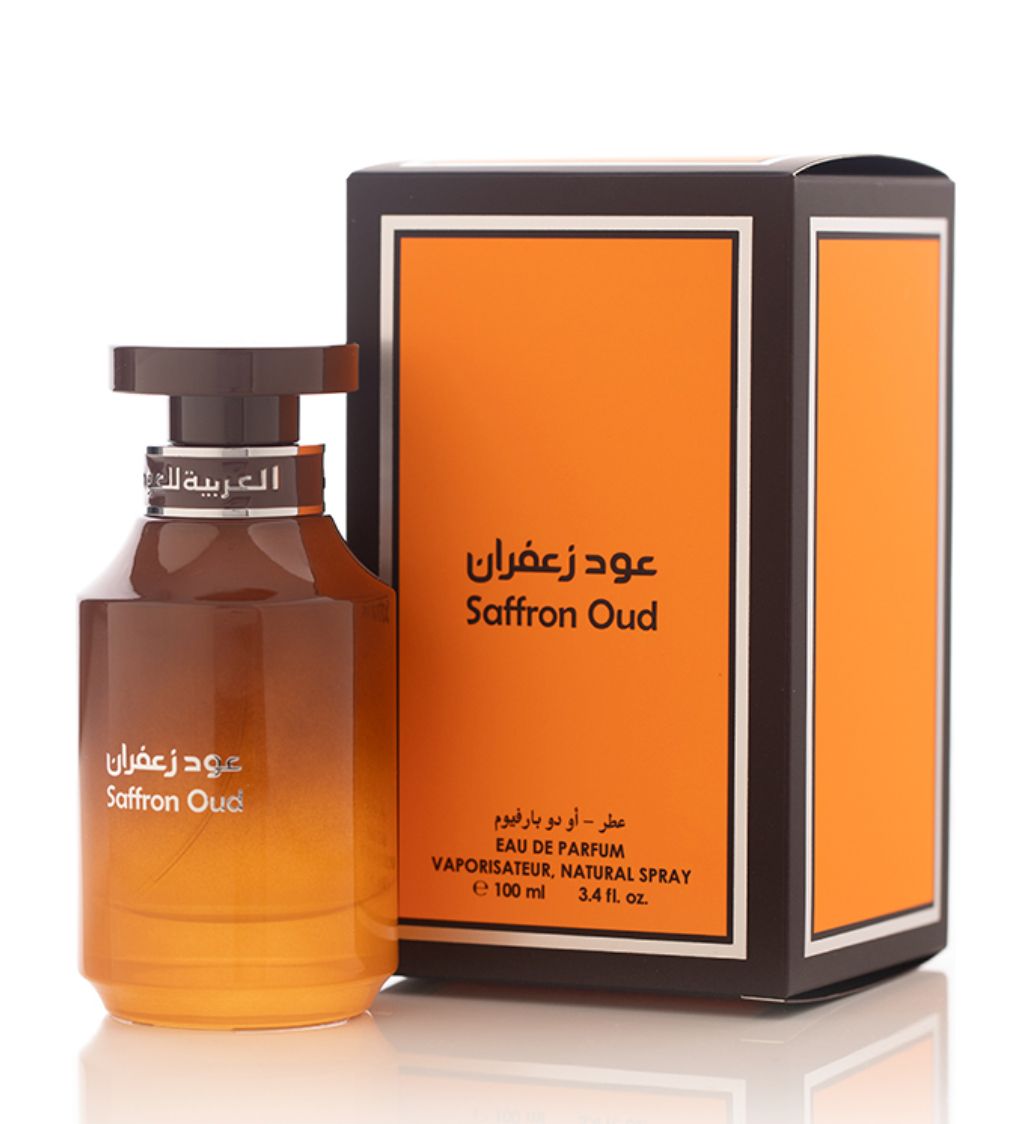 العربية
عود زعفران
Saffron Oud
عود زعفران
Saffron Oud
عطر – أو دو بارفيوم
EAU DE PARFUM
VAPORISATEUR, NATURAL SPRAY
℮ 100 ml 3.4 fl. oz.